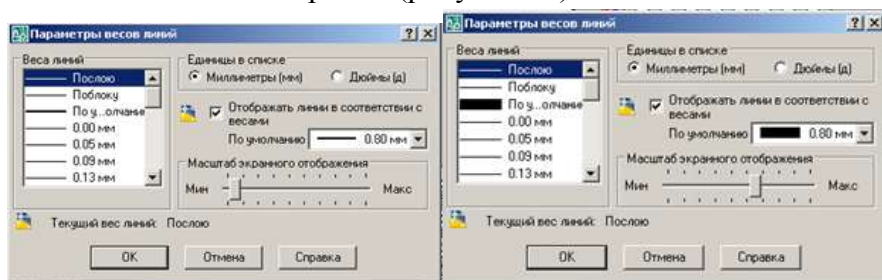 Параметры весов линий
Веса линий
Послою
Поблоку
По у...олчание
0.00 мм
0.05 мм
0.09 мм
0.13 мм
Единицы в списке
Миллиметры (мм) Дюймы (д)
Отображать линии в соответствии с
весами
По умолчанию 0.80 мм
Масштаб экранного отображения
Мин Макс
Текущий вес линий: Послою
OK Отмена Справка
Параметры весов линий
Веса линий
Послою
Поблоку
По у...олчание
0.00 мм
0.05 мм
0.09 мм
0.13 мм
Единицы в списке
Миллиметры (мм) Дюймы (д)
Отображать линии в соответствии с
весами
По умолчанию 0.80 мм
Масштаб экранного отображения
Мин Макс
Текущий вес линий: Послою
OK Отмена Справка